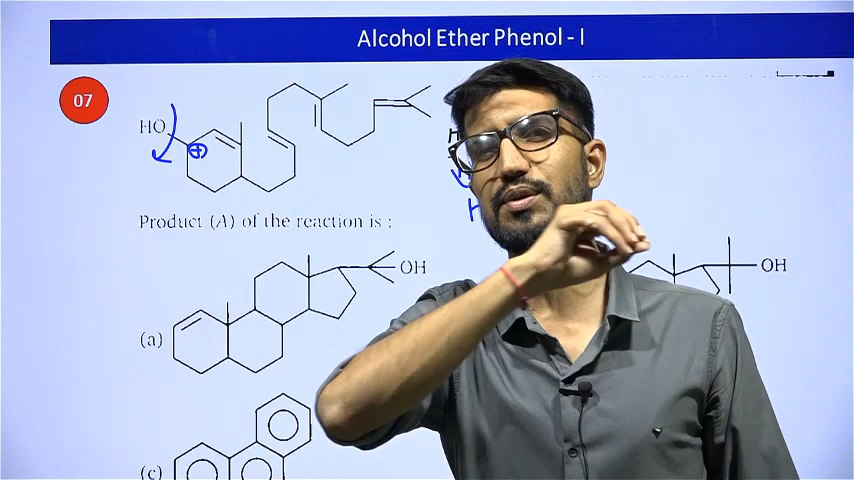 Alcohol Ether Phenol - I
07
HO
H
H
H
Product (A) of the reaction is :
OH
OH
(a)
(c)